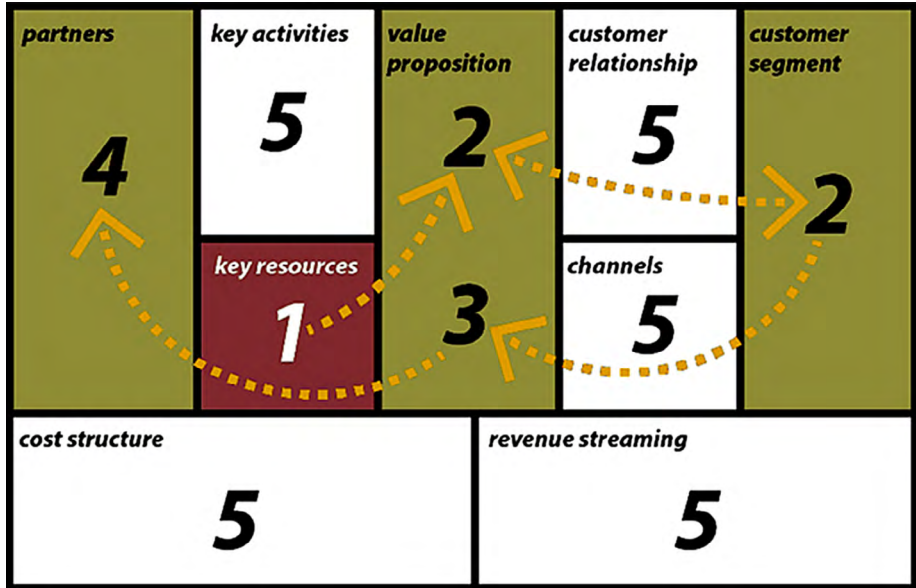 partners
4
key activities
5
key resources
1
value
proposition
2
3
customer
relationship
5
channels
5
customer
segment
2
cost structure
5
revenue streaming
5